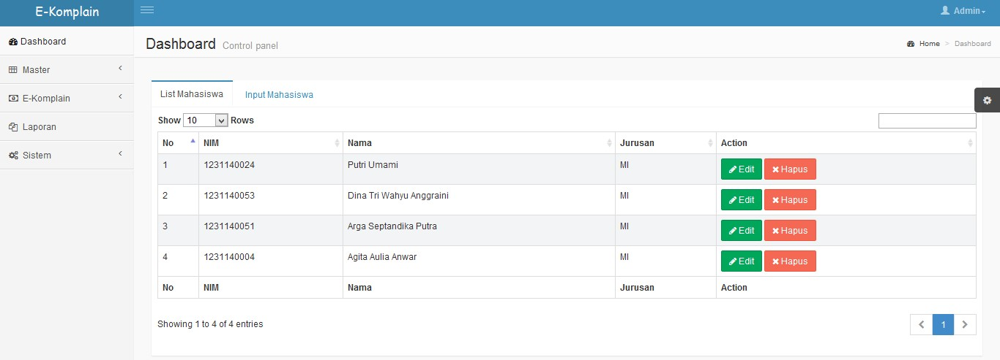 E-Komplain
Admin
Dashboard
Master
E-Komplain
Laporan
Sistem
Dashboard Control panel
Home > Dashboard
List Mahasiswa Input Mahasiswa
Show 10 Rows
No NIM Nama Jurusan Action
1 1231140024 Putri Umami MI Edit Hapus
2 1231140053 Dina Tri Wahyu Anggraini MI Edit Hapus
3 1231140051 Arga Septandika Putra MI Edit Hapus
4 1231140004 Agita Aulia Anwar MI Edit Hapus
No NIM Nama Jurusan Action
Showing 1 to 4 of 4 entries
1